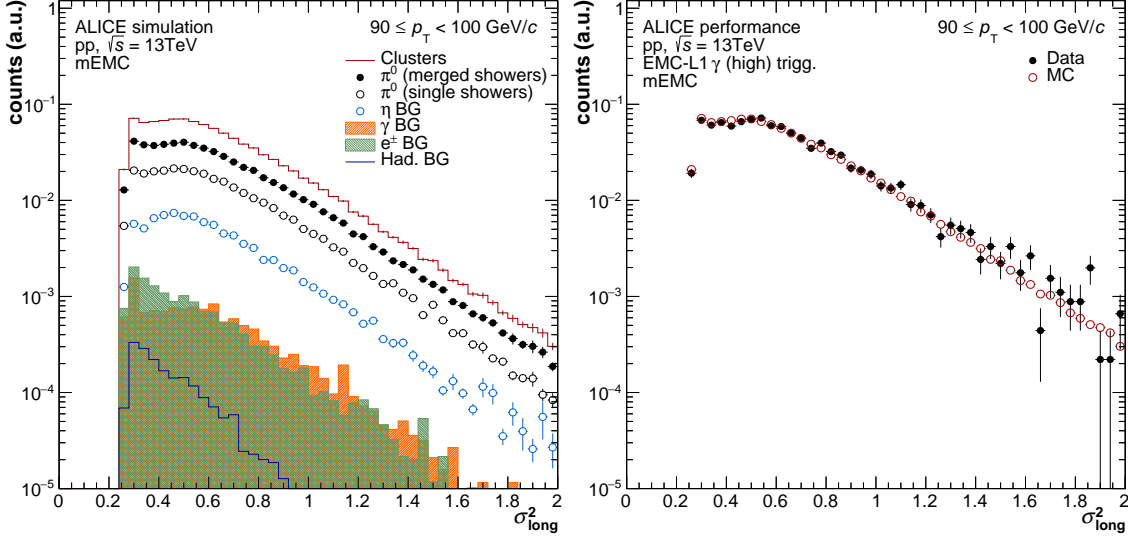 counts (a.u.)
ALICE simulation
pp, √s = 13TeV
mEMC
90 ≤ p_T < 100 GeV/c
Clusters
π⁰ (merged showers)
π⁰ (single showers)
η BG
γ BG
e± BG
Had. BG
10⁻¹
10⁻²
10⁻³
10⁻⁴
10⁻⁵
0 0.2 0.4 0.6 0.8 1 1.2 1.4 1.6 1.8 2
σ²_long
counts (a.u.)
ALICE performance
pp, √s = 13TeV
EMC-L1 γ (high) trigg.
mEMC
90 ≤ p_T < 100 GeV/c
Data
MC
10⁻¹
10⁻²
10⁻³
10⁻⁴
10⁻⁵
0 0.2 0.4 0.6 0.8 1 1.2 1.4 1.6 1.8 2
σ²_long